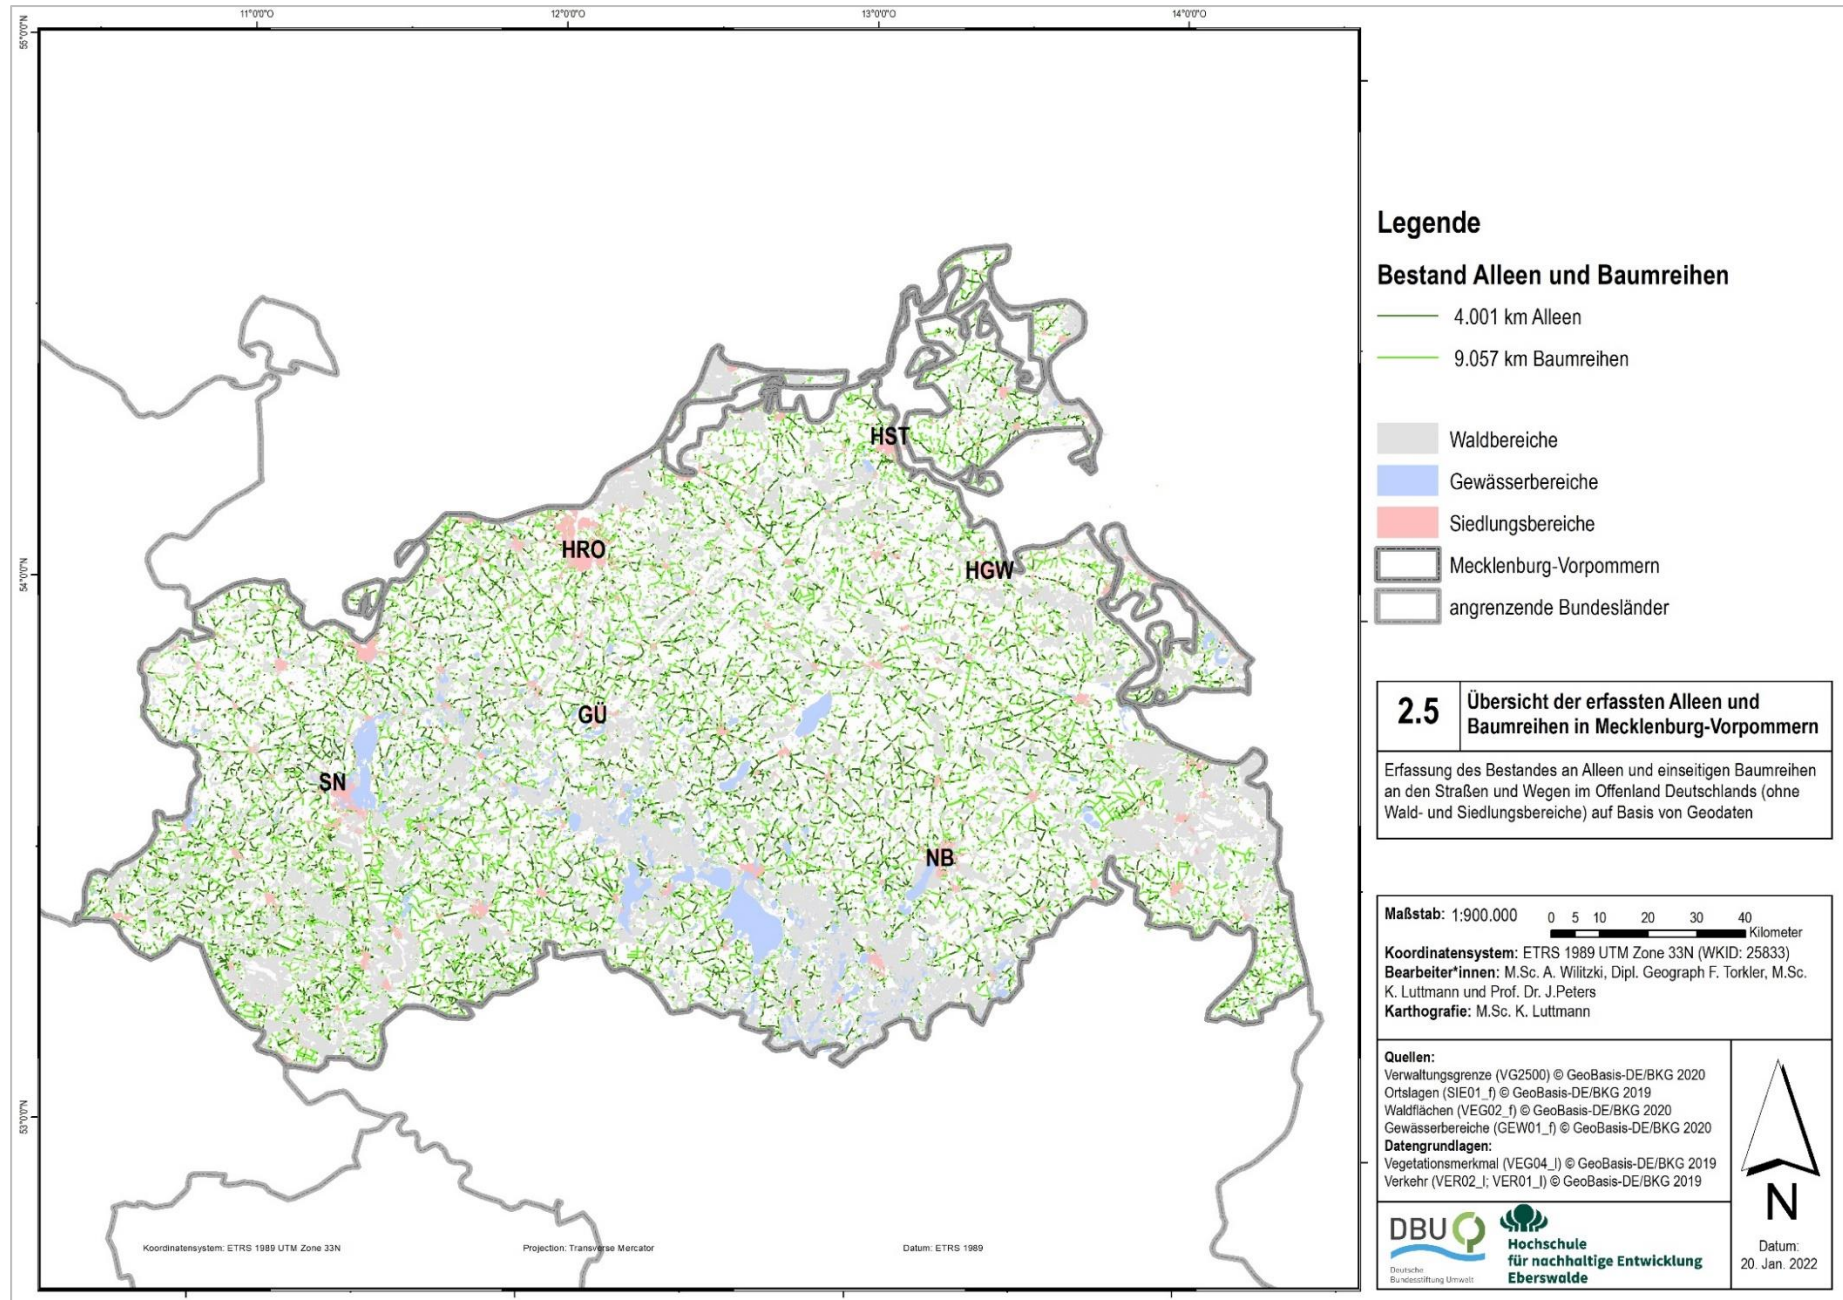 11°0'0"O
12°0'0"O
13°0'0"O
14°0'0"O
55°0'0"N
54°0'0"N
53°0'0"N
HST
HRO
HGW
GÜ
SN
NB
Koordinatensystem: ETRS 1989 UTM Zone 33N
Projection: Transverse Mercator
Datum: ETRS 1989
Legende
Bestand Alleen und Baumreihen
4.001 km Alleen
9.057 km Baumreihen
Waldbereiche
Gewässerbereiche
Siedlungsbereiche
Mecklenburg-Vorpommern
angrenzende Bundesländer
2.5
Übersicht der erfassten Alleen und
Baumreihen in Mecklenburg-Vorpommern
Erfassung des Bestandes an Alleen und einseitigen Baumreihen
an den Straßen und Wegen im Offenland Deutschlands (ohne
Wald- und Siedlungsbereiche) auf Basis von Geodaten
Maßstab: 1:900.000
0 5 10 20 30 40
Kilometer
Koordinatensystem: ETRS 1989 UTM Zone 33N (WKID: 25833)
Bearbeiter*innen: M.Sc. A. Wilitzki, Dipl. Geograph F. Torkler, M.Sc.
K. Luttmann und Prof. Dr. J.Peters
Karthografie: M.Sc. K. Luttmann
Quellen:
Verwaltungsgrenze (VG2500) © GeoBasis-DE/BKG 2020
Ortslagen (SIE01_f) © GeoBasis-DE/BKG 2019
Waldflächen (VEG02_f) © GeoBasis-DE/BKG 2020
Gewässerbereiche (GEW01_f) © GeoBasis-DE/BKG 2020
Datengrundlagen:
Vegetationsmerkmal (VEG04_l) © GeoBasis-DE/BKG 2019
Verkehr (VER02_l; VER01_l) © GeoBasis-DE/BKG 2019
N
Datum:
20. Jan. 2022
DBU
Deutsche
Bundesstiftung Umwelt
Hochschule
für nachhaltige Entwicklung
Eberswalde